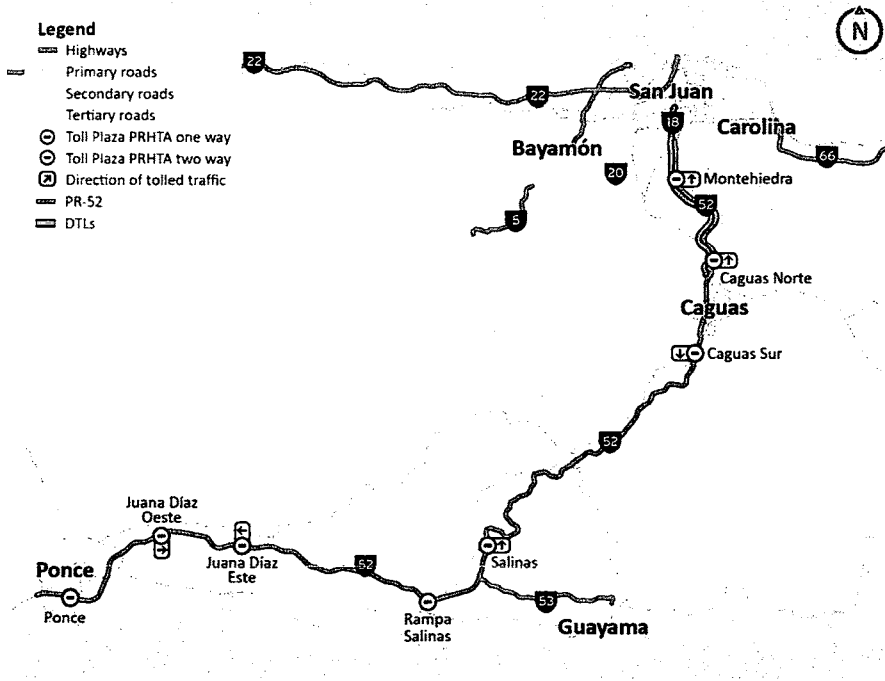 Legend
Highways
Primary roads
Secondary roads
Tertiary roads
Toll Plaza PRHTA one way
Toll Plaza PRHTA two way
Direction of tolled traffic
PR-52
DTLs
N
22
22
San Juan
18
Carolina
Bayamón
66
20
Montehiedra
52
5
Caguas Norte
Caguas
Caguas Sur
52
Juana Díaz
Oeste
Salinas
Juana Díaz
Este
52
Ponce
Ponce
53
Rampa
Salinas
Guayama